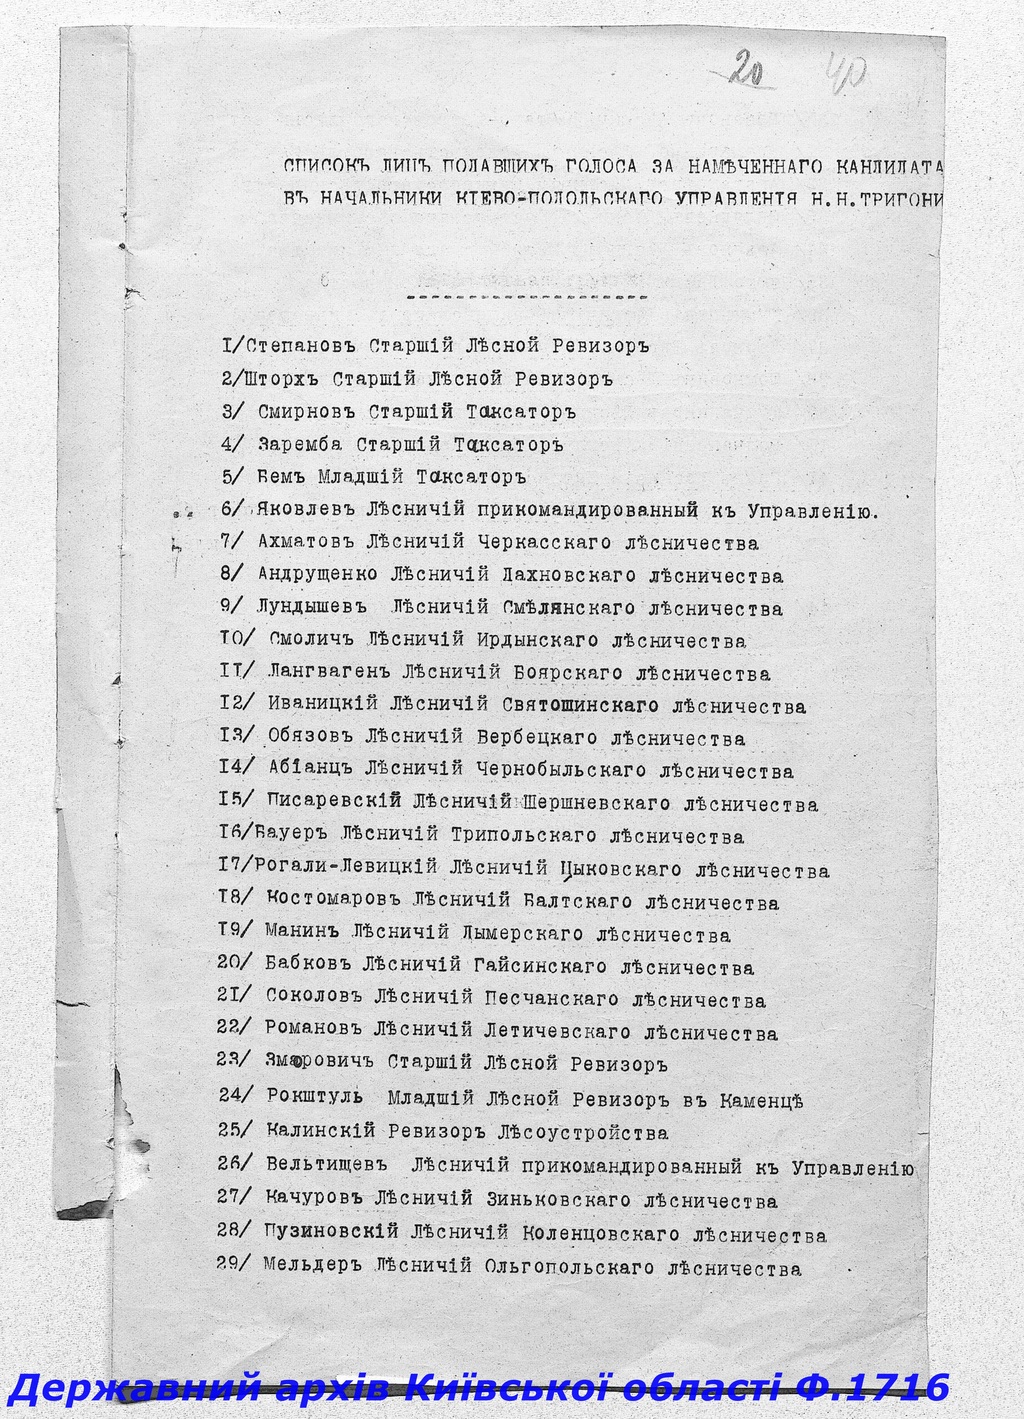 20 40
СПИСОКЪ ЛИЦЪ ПОДАВШИХЪ ГОЛОСА ЗА НАМѢЧЕННАГО КАНДИДАТА
ВЪ НАЧАЛЬНИКИ КІЕВО-ПОДОЛЬСКАГО УПРАВЛЕНІЯ Н.Н.ТРИГОНИ
--------------------
I/Степановъ Старшій Лѣсной Ревизоръ
2/Шторхъ Старшій Лѣсной Ревизоръ
3/ Смирновъ Старшій Таксаторъ
4/ Заремба Старшій Таксаторъ
5/ Бемъ Младшій Таксаторъ
6/ Яковлевъ Лѣсничій прикомандированный къ Управленію.
7/ Ахматовъ Лѣсничій Черкасскаго лѣсничества
8/ Андрущенко Лѣсничій Дахновскаго лѣсничества
9/ Лундышевъ Лѣсничій Смѣлянскаго лѣсничества
I0/ Смоличъ Лѣсничій Ирдынскаго лѣсничества
II/ Лангвагенъ Лѣсничій Боярскаго лѣсничества
I2/ Иваницкій Лѣсничій Святошинскаго лѣсничества
I3/ Обязовъ Лѣсничій Вербецкаго лѣсничества
I4/ Абіанцъ Лѣсничій Чернобыльскаго лѣсничества
I5/ Писаревскій Лѣсничій Шершневскаго лѣсничества
I6/Бауеръ Лѣсничій Трипольскаго лѣсничества
I7/Рогали-Левицкій Лѣсничій Цыковскаго лѣсничества
I8/ Костомаровъ Лѣсничій Балтскаго лѣсничества
I9/ Манинъ Лѣсничій Дымерскаго лѣсничества
20/ Бабковъ Лѣсничій Гайсинскаго лѣсничества
2I/ Соколовъ Лѣсничій Песчанскаго лѣсничества
22/ Романовъ Лѣсничій Летичевскаго лѣсничества
23/ Старшій Лѣсной Ревизоръ
24/ Рокштуль Младшій Лѣсной Ревизоръ въ Каменцѣ
25/ Калинскій Ревизоръ Лѣсоустройства
26/ Вельтищевъ Лѣсничій прикомандированный къ Управленію
27/ Качуровъ Лѣсничій Зиньковскаго лѣсничества
28/ Пузиновскій Лѣсничій Коленцовскаго лѣсничества
29/ Мельдеръ Лѣсничій Ольгопольскаго лѣсничества
Державний архів Київської області Ф.1716